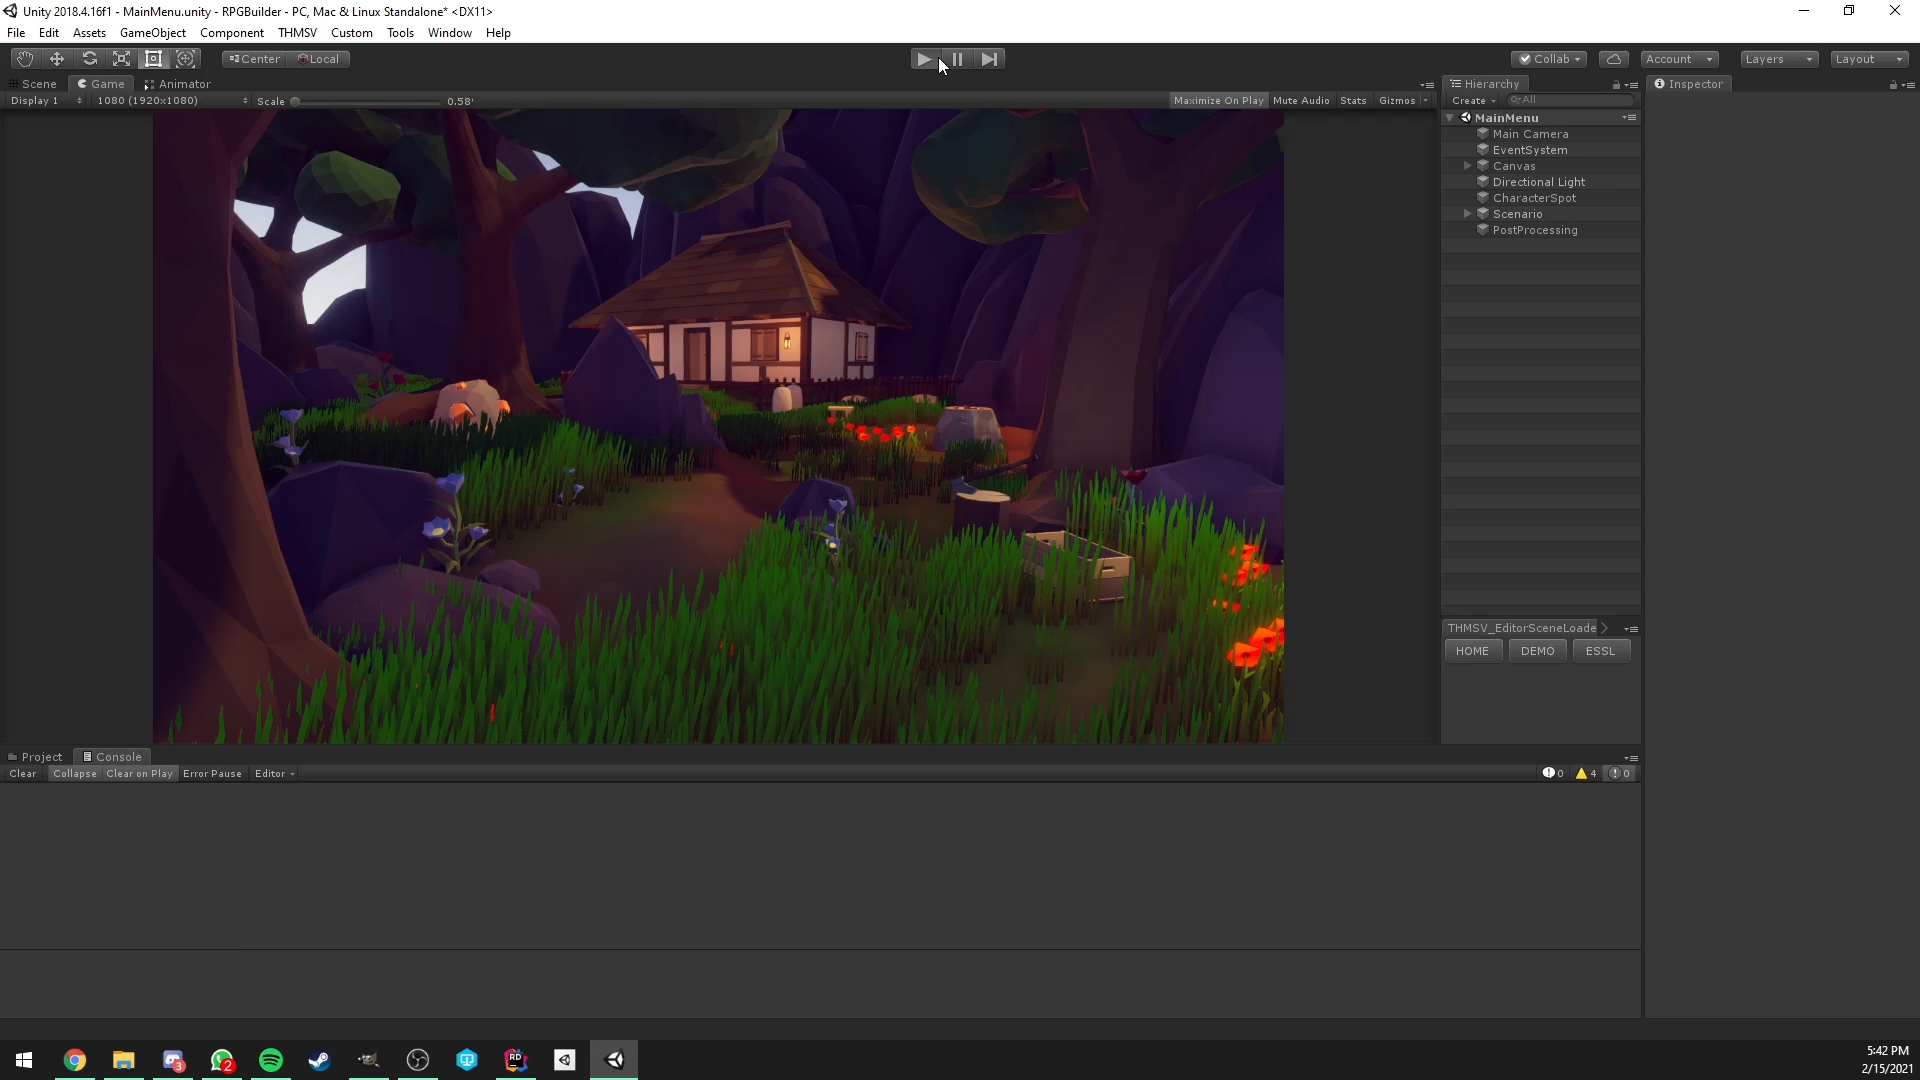 Unity 2018.4.16f1 - MainMenu.unity - RPGBuilder - PC, Mac & Linux Standalone* <DX11>
File Edit Assets GameObject Component THMSV Custom Tools Window Help
Center Local Collab Account Layers Layout
Scene Game Animator
Display 1 1080 (1920x1080) Scale 0.58 Maximize On Play Mute Audio Stats Gizmos
Hierarchy
Create All
MainMenu
Main Camera
EventSystem
Canvas
Directional Light
CharacterSpot
Scenario
PostProcessing
Inspector
THMSV_EditorSceneLoade
HOME DEMO ESSL
Project Console
Clear Collapse Clear on Play Error Pause Editor 0 4 0
3 2 RD
5:42 PM
2/15/2021